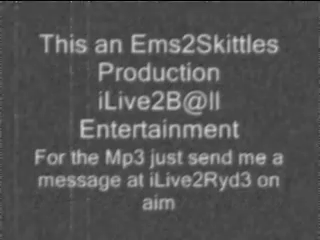 This an Ems2Skittles
Production
iLive2B@ll
Entertainment
For the Mp3 just send me a
message at iLive2Ryd3 on
aim